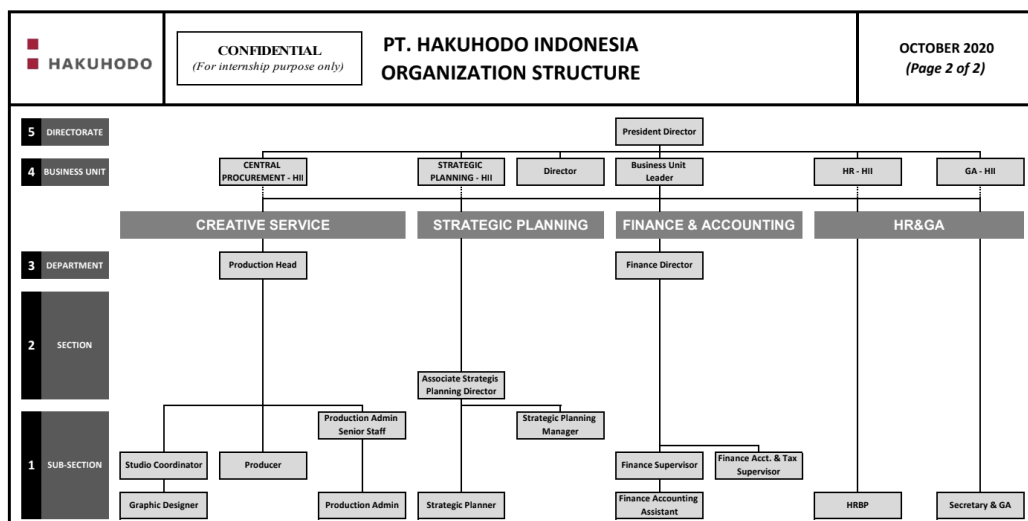 HAKUHODO
CONFIDENTIAL
(For internship purpose only)
PT. HAKUHODO INDONESIA
ORGANIZATION STRUCTURE
OCTOBER 2020
(Page 2 of 2)
5 DIRECTORATE
President Director
4 BUSINESS UNIT
CENTRAL
PROCUREMENT - HII
STRATEGIC
PLANNING - HII
Director
Business Unit
Leader
HR - HII
GA - HII
CREATIVE SERVICE
STRATEGIC PLANNING
FINANCE & ACCOUNTING
HR&GA
3 DEPARTMENT
Production Head
Finance Director
2 SECTION
Associate Strategis
Planning Director
1 SUB-SECTION
Production Admin
Senior Staff
Strategic Planning
Manager
Studio Coordinator
Producer
Finance Supervisor
Finance Acct. & Tax
Supervisor
Graphic Designer
Production Admin
Strategic Planner
Finance Accounting
Assistant
HRBP
Secretary & GA